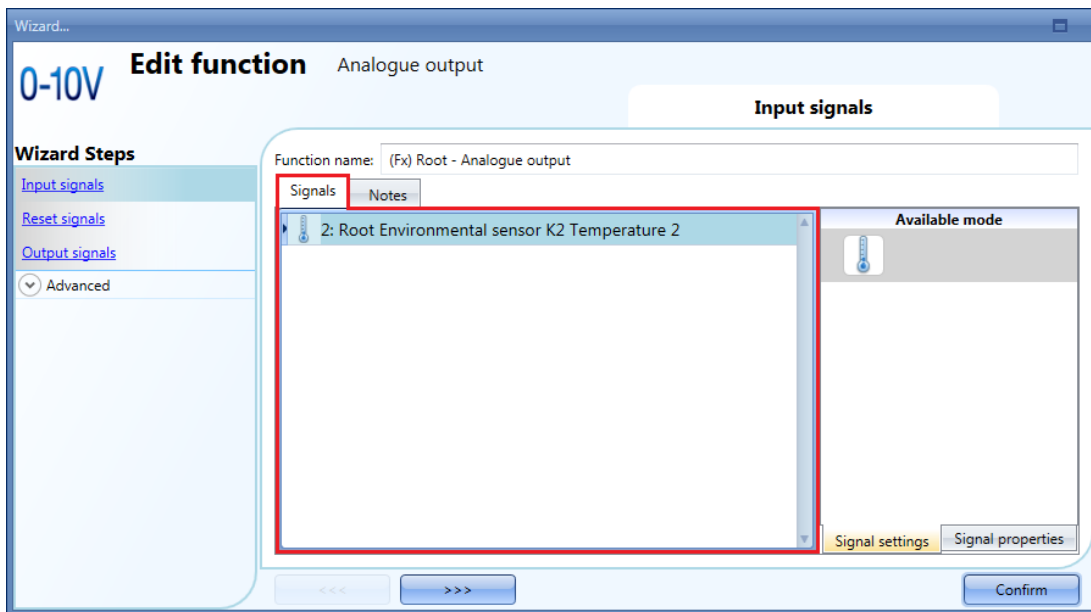 Wizard...
0-10V
Edit function Analogue output
Input signals
Wizard Steps
Input signals
Reset signals
Output signals
Advanced
Function name: (Fx) Root - Analogue output
Signals Notes
2: Root Environmental sensor K2 Temperature 2
Available mode
Signal settings Signal properties
<<< >>> Confirm